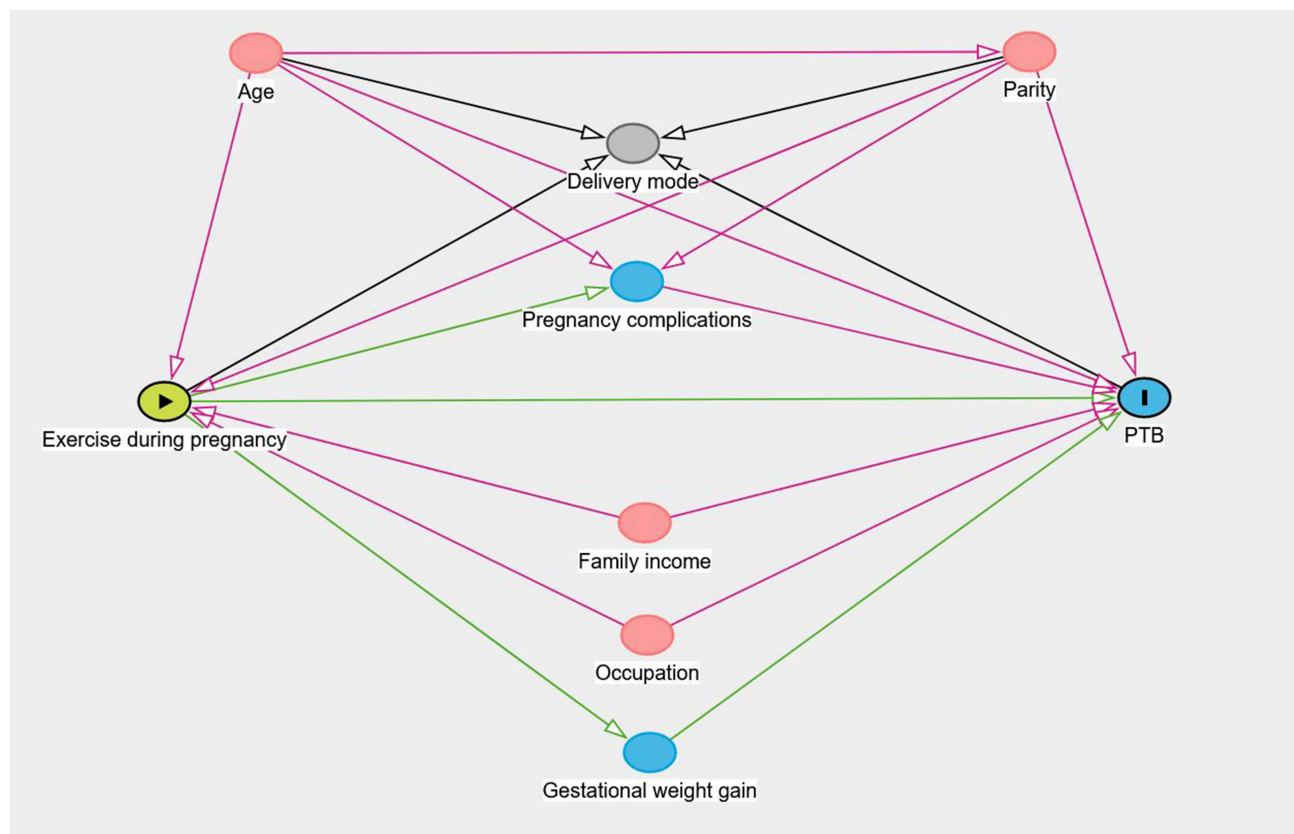 Age
Parity
Delivery mode
Pregnancy complications
Exercise during pregnancy
PTB
Family income
Occupation
Gestational weight gain